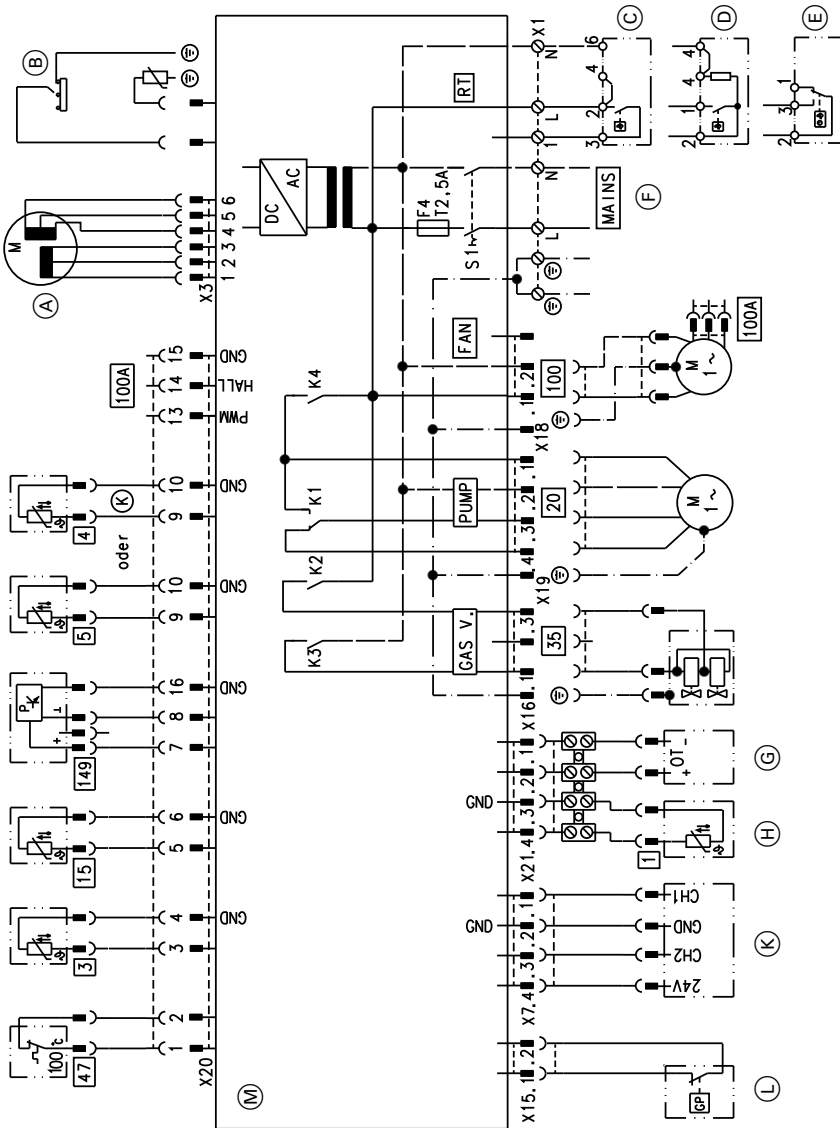 A
B
M
X3
1 2 3 4 5 6
47
100°c
3
15
149
P
+
⊥
5
oder
4
K
100A
X20
1 2
3 4
5 6
7 8 16
9 10
9 10
13 14 15
GND
GND
GND
GND
GND
PWM
HALL
GND
M
DC
AC
F4
T2,5A
S1
RT
K3
K2
K1
K4
GAS V.
PUMP
FAN
X15.1 .2
X7.4 .3 .2 .1
GND
X21.4 .3 .2 .1
GND
X16.1 .3
X19.4 .3 .2 .1
X18.1 .2
L N 1 L N
X1
GP
L
24V CH2 GND CH1
K
1
H
+ OT -
G
35
20
M
1~
100
M
1~
100A
MAINS
F
3 2 4 6
C
2 1 4 4
D
2 3 1
E